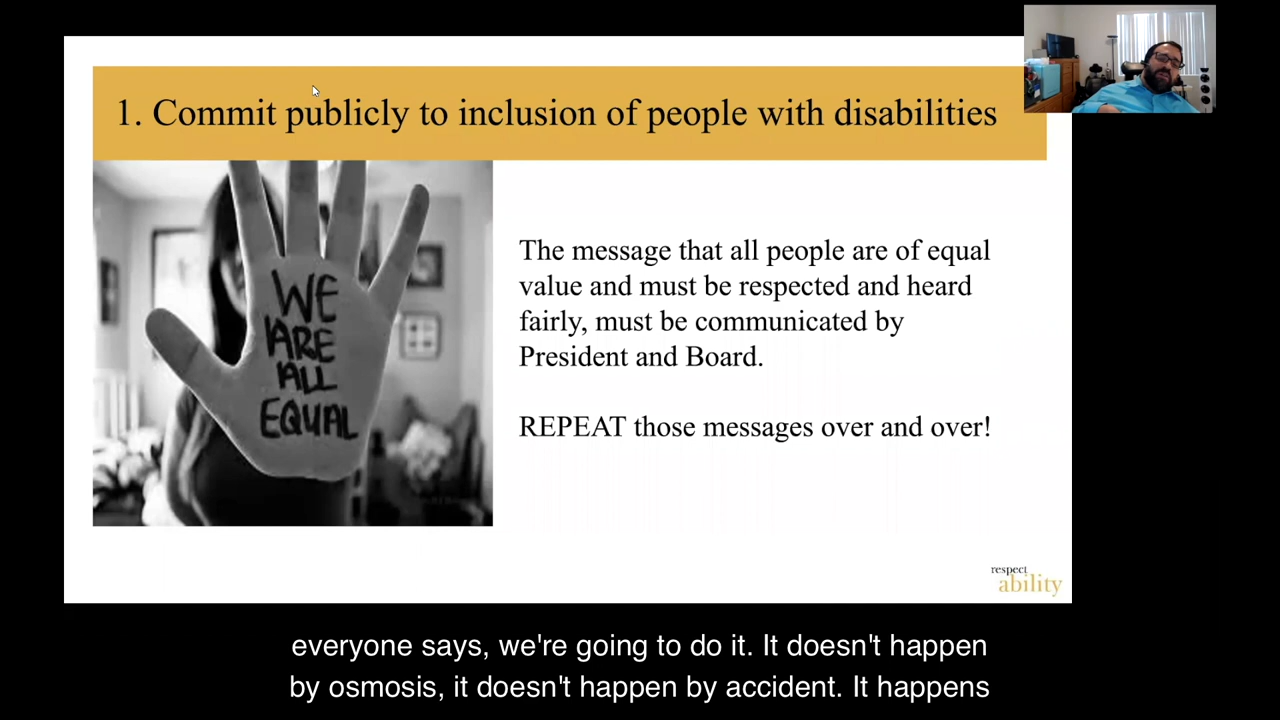 1. Commit publicly to inclusion of people with disabilities
WE
ARE
ALL
EQUAL
The message that all people are of equal
value and must be respected and heard
fairly, must be communicated by
President and Board.
REPEAT those messages over and over!
respect
ability
everyone says, we're going to do it. It doesn't happen
by osmosis, it doesn't happen by accident. It happens